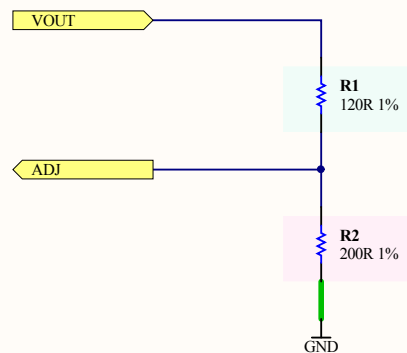 VOUT
R1
120R 1%
ADJ
R2
200R 1%
GND